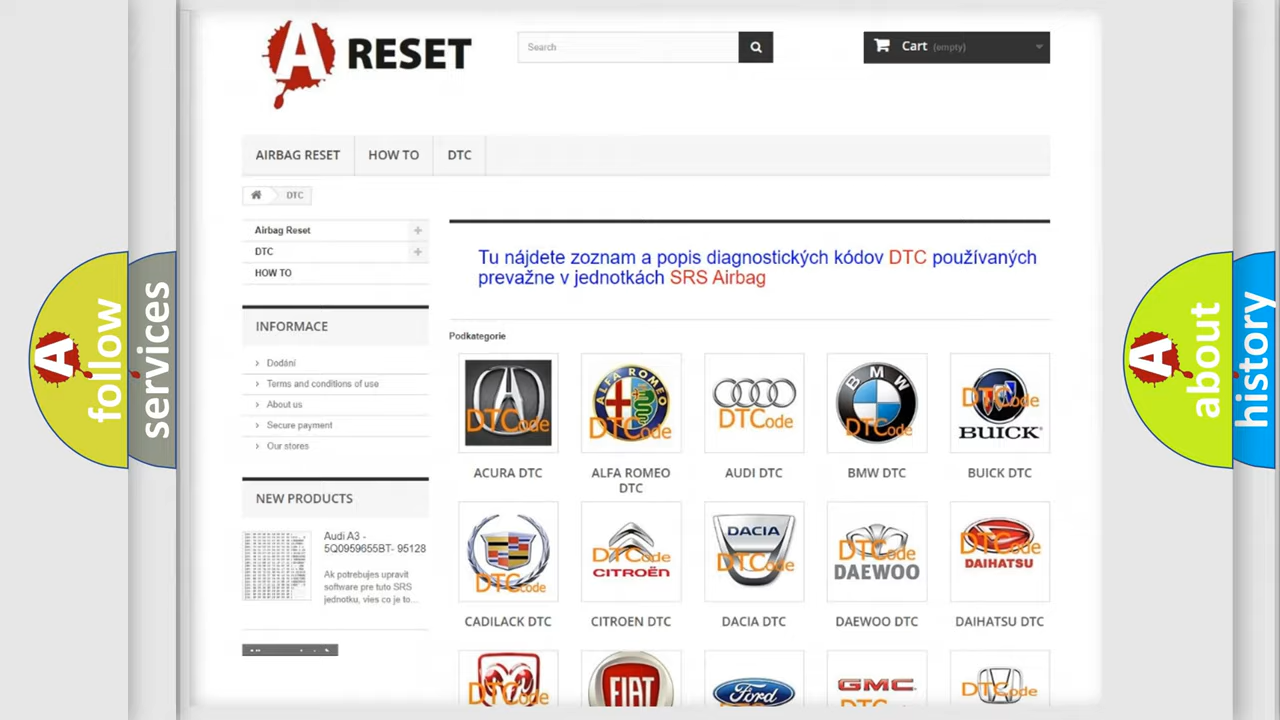 A RESET
Search
Cart (empty)
AIRBAG RESET
HOW TO
DTC
DTC
Airbag Reset
DTC
HOW TO
INFORMACE
Dodání
Terms and conditions of use
About us
Secure payment
Our stores
NEW PRODUCTS
Audi A3 -
5Q0959655BT- 95128
Ak potrebujes upravit
software pre tuto SRS
jednotku, vies co je to...
Tu nájdete zoznam a popis diagnostických kódov DTC používaných
prevažne v jednotkách SRS Airbag
Podkategorie
DTCode
ALFA ROMEO
DTCode
DTCode
BMW
DTCode
DTCode
BUICK
ACURA DTC
ALFA ROMEO
DTC
AUDI DTC
BMW DTC
BUICK DTC
DTCode
DTCode
CITROËN
DACIA
DTCode
DTCode
DAEWOO
DTCode
DAIHATSU
CADILACK DTC
CITROEN DTC
DACIA DTC
DAEWOO DTC
DAIHATSU DTC
DTCode
FIAT
Ford
GMC
DTCode
A follow
services
A about
history